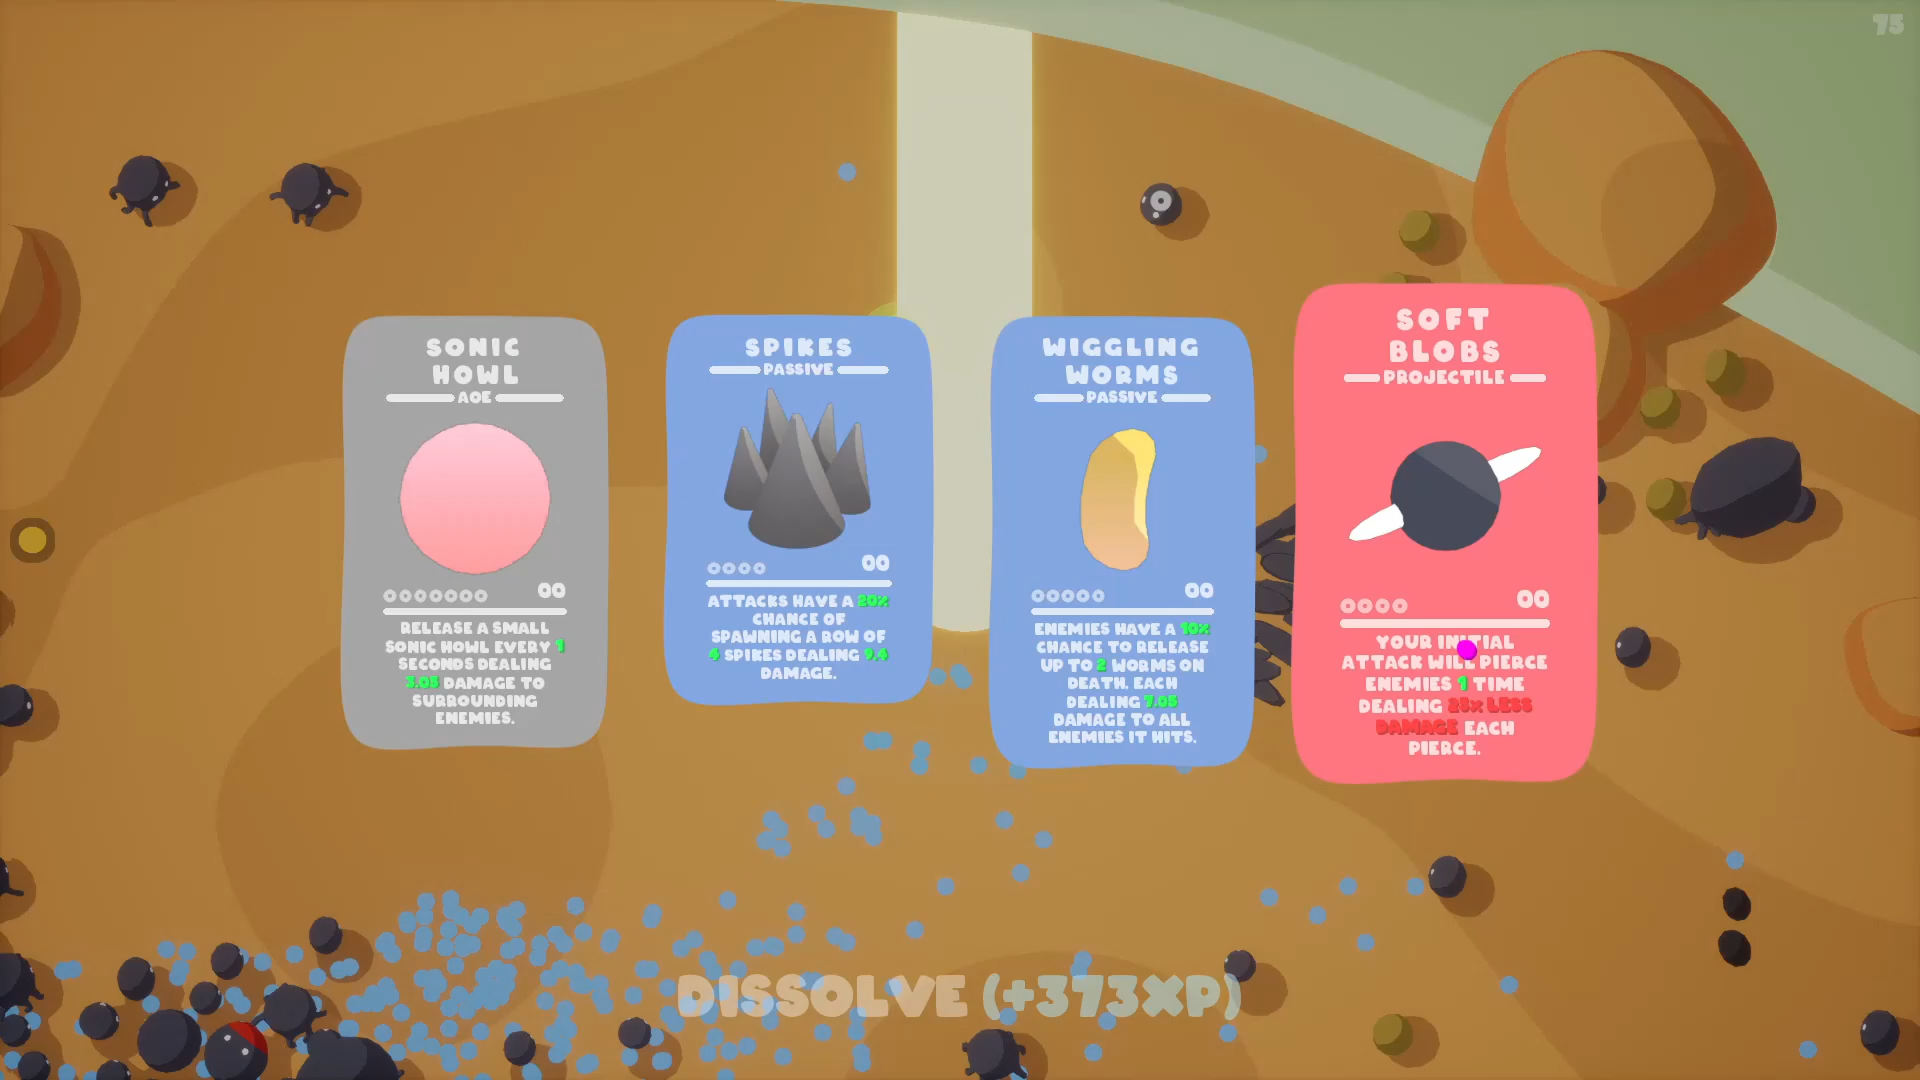 75
SONIC
HOWL
AOE
00
RELEASE A SMALL
SONIC HOWL EVERY 1
SECONDS DEALING
3.05 DAMAGE TO
SURROUNDING
ENEMIES.
SPIKES
PASSIVE
00
ATTACKS HAVE A 20%
CHANCE OF
SPAWNING A ROW OF
4 SPIKES DEALING 9.4
DAMAGE.
WIGGLING
WORMS
PASSIVE
00
ENEMIES HAVE A 10%
CHANCE TO RELEASE
UP TO 2 WORMS ON
DEATH. EACH
DEALING 7.05
DAMAGE TO ALL
ENEMIES IT HITS.
SOFT
BLOBS
PROJECTILE
00
YOUR INITIAL
ATTACK WILL PIERCE
ENEMIES 1 TIME
DEALING 25% LESS
DAMAGE EACH
PIERCE.
DISSOLVE (+373XP)